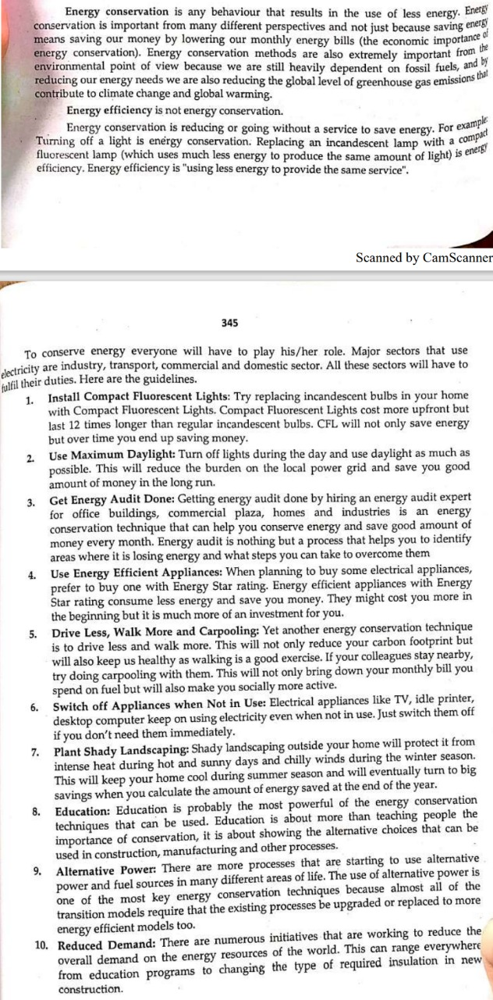 Energy conservation is any behaviour that results in the use of less energy. Energy
conservation is important from many different perspectives and not just because saving energy
means saving our money by lowering our monthly energy bills (the economic importance of
energy conservation). Energy conservation methods are also extremely important from the
environmental point of view because we are still heavily dependent on fossil fuels, and by
reducing our energy needs we are also reducing the global level of greenhouse gas emissions that
contribute to climate change and global warming.
Energy efficiency is not energy conservation.
Energy conservation is reducing or going without a service to save energy. For example:
Turning off a light is energy conservation. Replacing an incandescent lamp with a compact
fluorescent lamp (which uses much less energy to produce the same amount of light) is energy
efficiency. Energy efficiency is "using less energy to provide the same service".
Scanned by CamScanner
345
To conserve energy everyone will have to play his/her role. Major sectors that use
electricity are industry, transport, commercial and domestic sector. All these sectors will have to
fulfil their duties. Here are the guidelines.
1. Install Compact Fluorescent Lights: Try replacing incandescent bulbs in your home
with Compact Fluorescent Lights. Compact Fluorescent Lights cost more upfront but
last 12 times longer than regular incandescent bulbs. CFL will not only save energy
but over time you end up saving money.
2. Use Maximum Daylight: Turn off lights during the day and use daylight as much as
possible. This will reduce the burden on the local power grid and save you good
amount of money in the long run.
3. Get Energy Audit Done: Getting energy audit done by hiring an energy audit expert
for office buildings, commercial plaza, homes and industries is an energy
conservation technique that can help you conserve energy and save good amount of
money every month. Energy audit is nothing but a process that helps you to identify
areas where it is losing energy and what steps you can take to overcome them
4. Use Energy Efficient Appliances: When planning to buy some electrical appliances,
prefer to buy one with Energy Star rating. Energy efficient appliances with Energy
Star rating consume less energy and save you money. They might cost you more in
the beginning but it is much more of an investment for you.
5. Drive Less, Walk More and Carpooling: Yet another energy conservation technique
is to drive less and walk more. This will not only reduce your carbon footprint but
will also keep us healthy as walking is a good exercise. If your colleagues stay nearby,
try doing carpooling with them. This will not only bring down your monthly bill you
spend on fuel but will also make you socially more active.
6. Switch off Appliances when Not in Use: Electrical appliances like TV, idle printer,
desktop computer keep on using electricity even when not in use. Just switch them off
if you don't need them immediately.
7. Plant Shady Landscaping: Shady landscaping outside your home will protect it from
intense heat during hot and sunny days and chilly winds during the winter season.
This will keep your home cool during summer season and will eventually turn to big
savings when you calculate the amount of energy saved at the end of the year.
8. Education: Education is probably the most powerful of the energy conservation
techniques that can be used. Education is about more than teaching people the
importance of conservation, it is about showing the alternative choices that can be
used in construction, manufacturing and other processes.
9. Alternative Power: There are more processes that are starting to use alternative
power and fuel sources in many different areas of life. The use of alternative power is
one of the most key energy conservation techniques because almost all of the
transition models require that the existing processes be upgraded or replaced to more
energy efficient models too.
10. Reduced Demand: There are numerous initiatives that are working to reduce the
overall demand on the energy resources of the world. This can range everywhere
from education programs to changing the type of required insulation in new
construction.